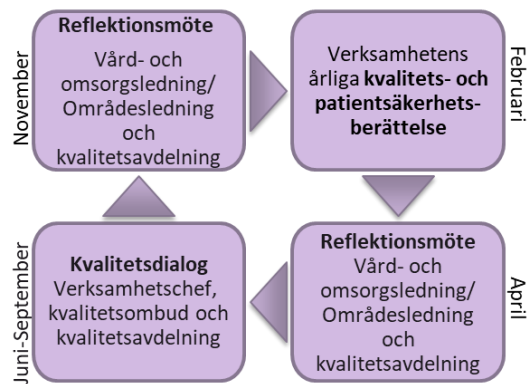 November
Reflektionsmöte
Vård- och
omsorgsledning/
Områdesledning
och
kvalitetsavdelning
Verksamhetens
årliga kvalitets- och
patientsäkerhets-
berättelse
Februari
Juni-September
Kvalitetsdialog
Verksamhetschef,
kvalitetsombud och
kvalitetsavdelning
Reflektionsmöte
Vård- och
omsorgsledning/
Områdesledning
och
kvalitetsavdelning
April